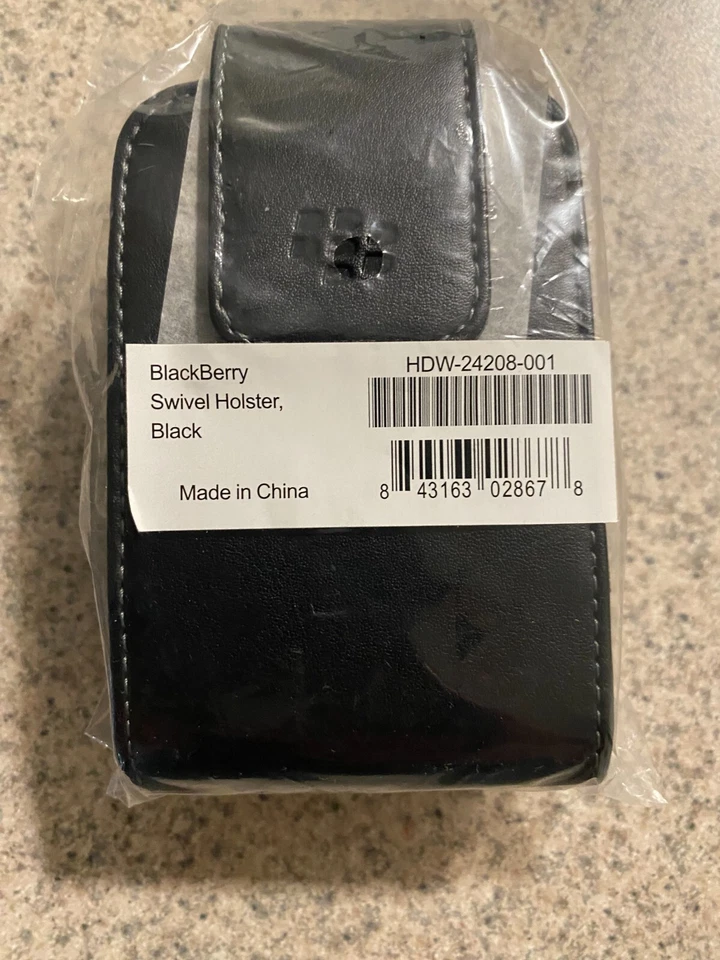 BlackBerry
Swivel Holster,
Black
Made in China
HDW-24208-001
8 43163 02867 8